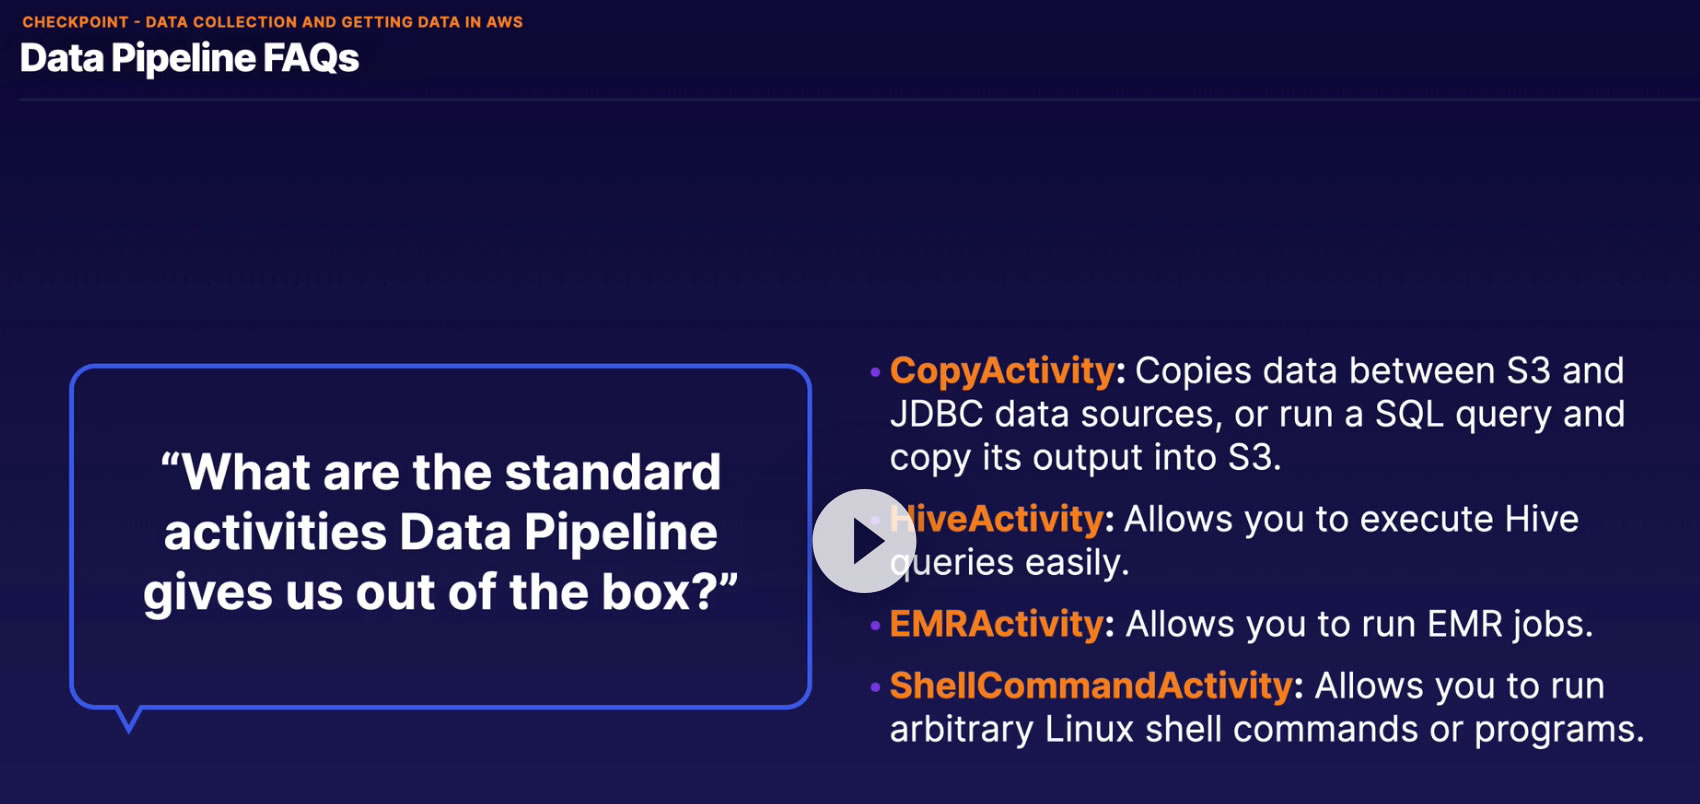 CHECKPOINT - DATA COLLECTION AND GETTING DATA IN AWS
Data Pipeline FAQs
“What are the standard
activities Data Pipeline
gives us out of the box?”
• CopyActivity: Copies data between S3 and
JDBC data sources, or run a SQL query and
copy its output into S3.
• HiveActivity: Allows you to execute Hive
queries easily.
• EMRActivity: Allows you to run EMR jobs.
• ShellCommandActivity: Allows you to run
arbitrary Linux shell commands or programs.